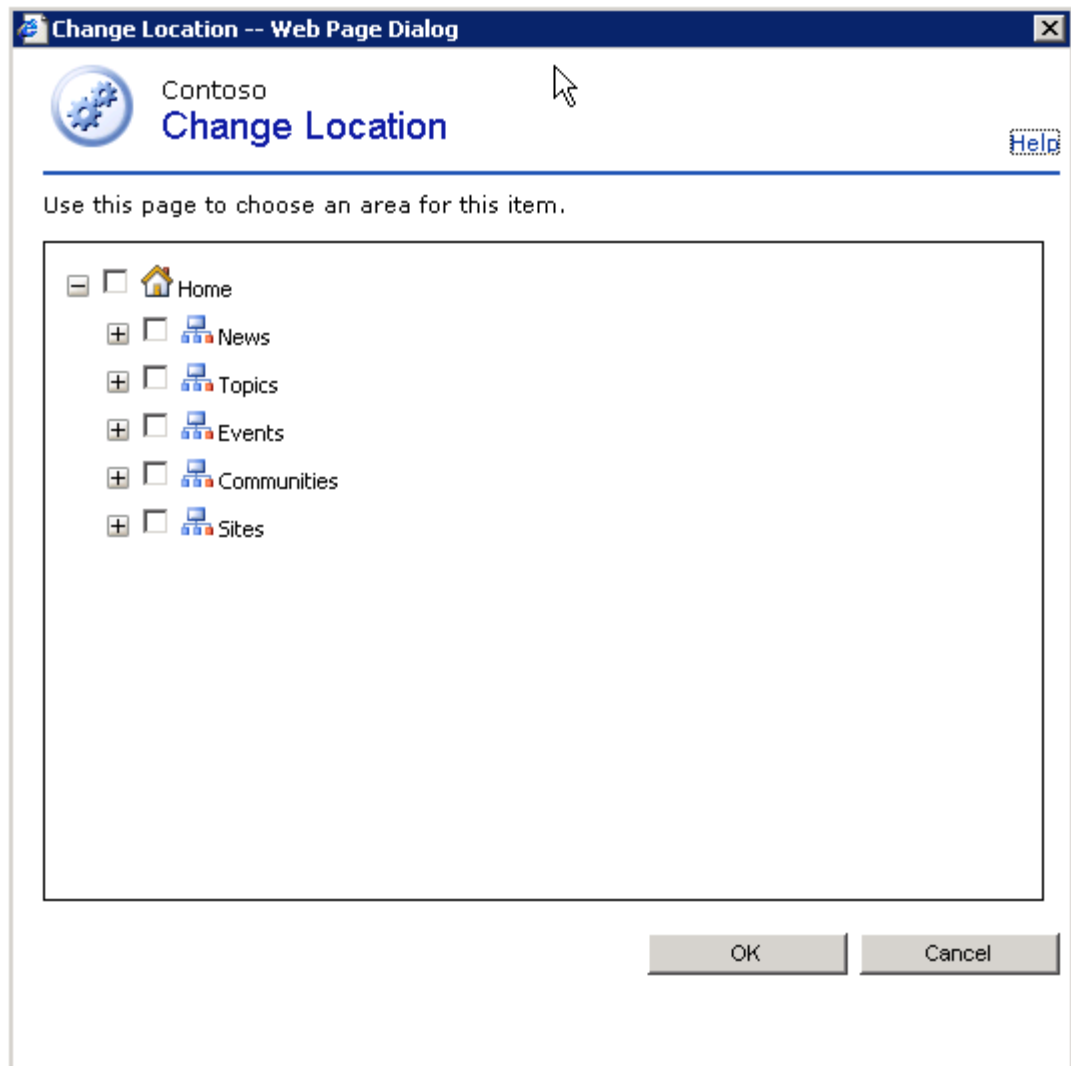 Change Location -- Web Page Dialog
Contoso
Change Location
Help
Use this page to choose an area for this item.
Home
News
Topics
Events
Communities
Sites
OK Cancel